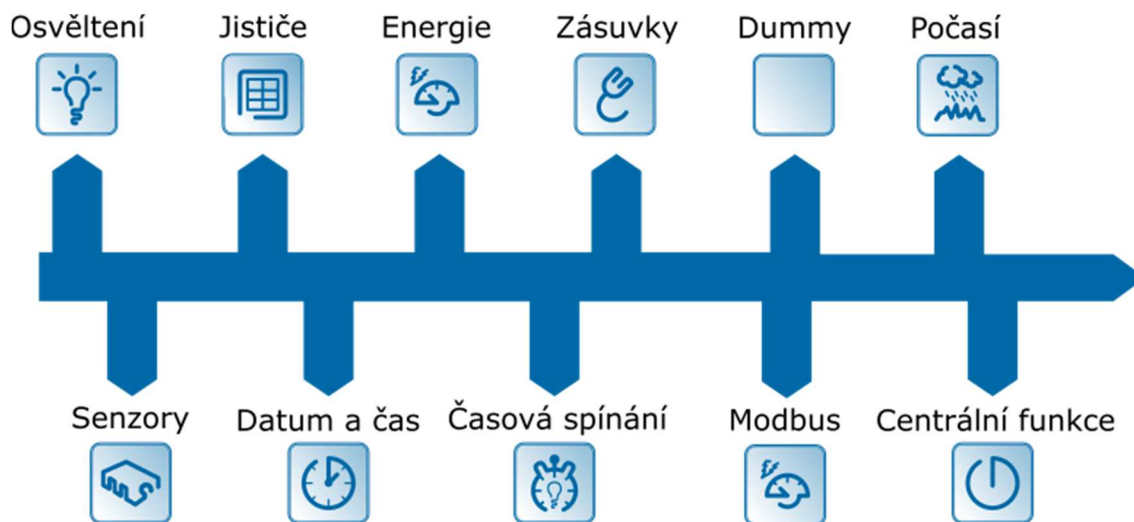 Osvěltení
Jističe
Energie
Zásuvky
Dummy
Počasí
Senzory
Datum a čas
Časová spínání
Modbus
Centrální funkce